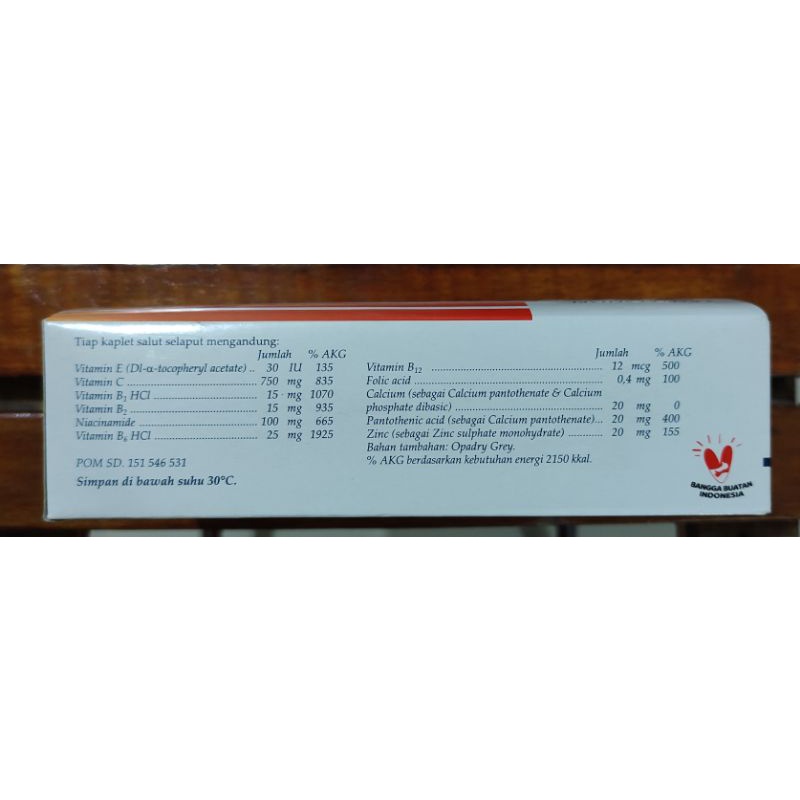 Tiap kaplet salut selaput mengandung:
Jumlah % AKG
Vitamin E (Dl-α-tocopheryl acetate) .. 30 IU 135
Vitamin C ........ 750 mg 835
Vitamin B1 HCl ........ 15 mg 1070
Vitamin B2 ........ 15 mg 935
Niacinamide ........ 100 mg 665
Vitamin B6 HCl ........ 25 mg 1925
POM SD. 151 546 531
Simpan di bawah suhu 30°C.
Jumlah % AKG
Vitamin B12 ........ 12 mcg 500
Folic acid ........ 0,4 mg 100
Calcium (sebagai Calcium pantothenate & Calcium
phosphate dibasic) ........ 20 mg 0
Pantothenic acid (sebagai Calcium pantothenate)... 20 mg 400
Zinc (sebagai Zinc sulphate monohydrate) ........ 20 mg 155
Bahan tambahan: Opadry Grey.
% AKG berdasarkan kebutuhan energi 2150 kkal.
BANGGA BUATAN
INDONESIA